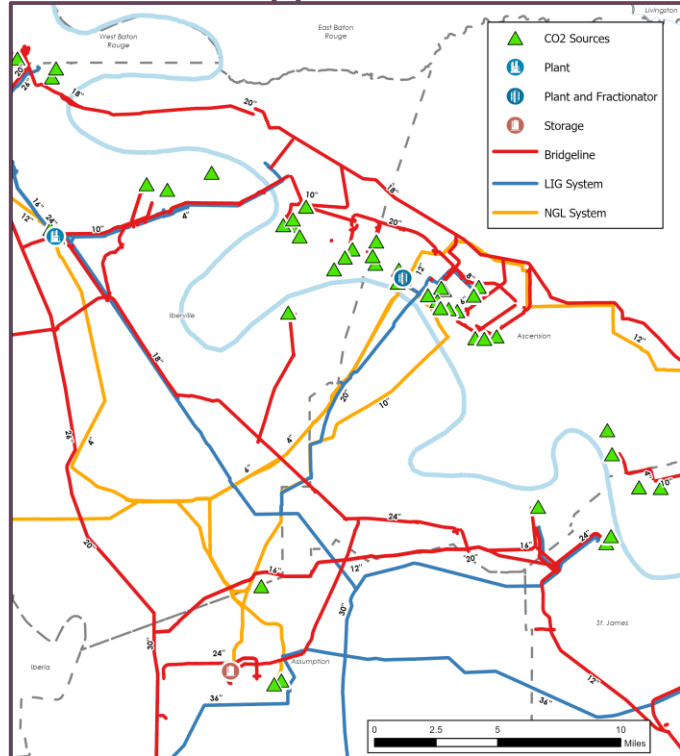 Livingston
West Baton
Rouge
East Baton
Rouge
CO2 Sources
Plant
Plant and Fractionator
Storage
Bridgeline
LIG System
NGL System
20"
26"
18"
20"
16"
24"
12"
10"
4"
10"
18"
20"
12"
8"
6"
Iberville
Ascension
12"
18"
20"
10"
4"
6"
26"
4"
20"
24"
16"
20"
24"
4"
10"
16"
12"
30"
30"
24"
St. James
Iberia
Assumption
36"
12"
36"
0
2.5
5
10
Miles